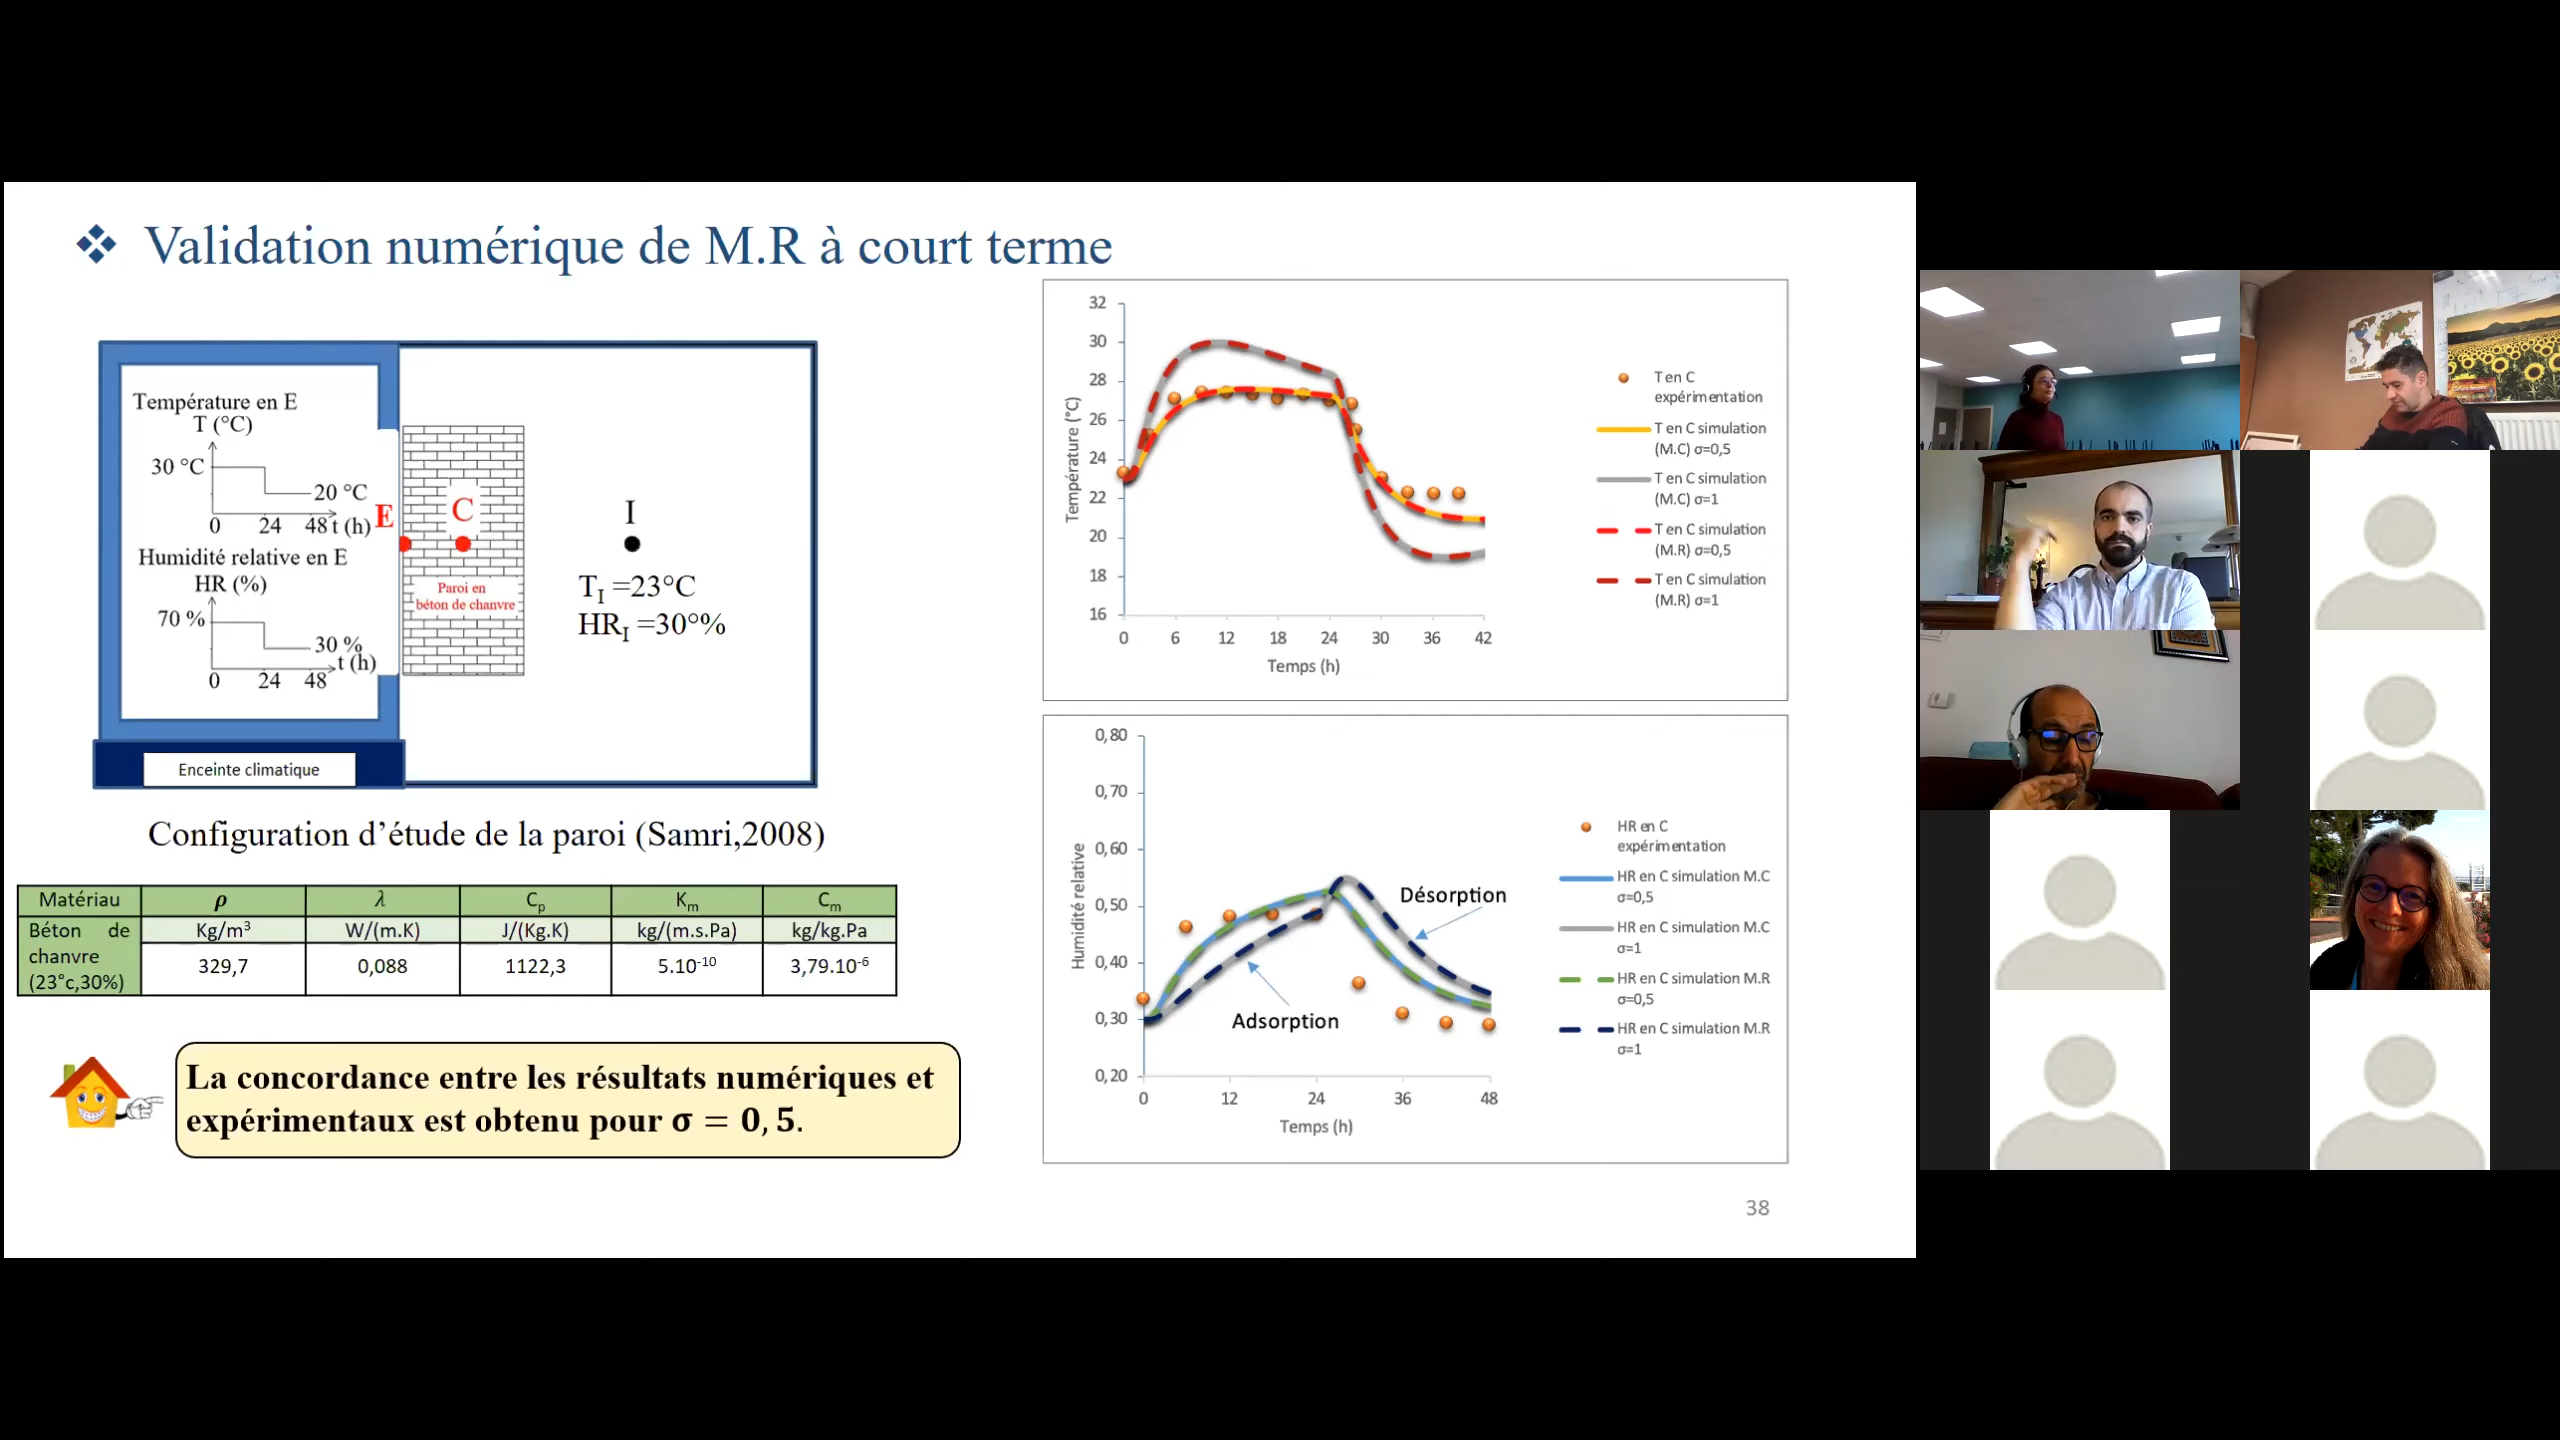 ❖ Validation numérique de M.R à court terme
Température en E
T (°C)
30 °C
20 °C
0 24 48 t (h)
Humidité relative en E
HR (%)
70 %
30 %
t (h)
0 24 48
E
C
Paroi en
béton de chanvre
I
T_I =23°C
HR_I =30°%
Enceinte climatique
Configuration d’étude de la paroi (Samri,2008)
Matériau ρ λ C_p K_m C_m
Béton de chanvre (23°c,30%) Kg/m³ W/(m.K) J/(Kg.K) kg/(m.s.Pa) kg/kg.Pa
329,7 0,088 1122,3 5.10⁻¹⁰ 3,79.10⁻⁶
La concordance entre les résultats numériques et
expérimentaux est obtenu pour σ = 0, 5.
32
30
28
26
24
22
20
18
16
Température (°C)
0 6 12 18 24 30 36 42
Temps (h)
T en C
expérimentation
T en C simulation
(M.C) σ=0,5
T en C simulation
(M.C) σ=1
T en C simulation
(M.R) σ=0,5
T en C simulation
(M.R) σ=1
0,80
0,70
0,60
0,50
0,40
0,30
0,20
Humidité relative
0 12 24 36 48
Temps (h)
Désorption
Adsorption
HR en C
expérimentation
HR en C simulation M.C
σ=0,5
HR en C simulation M.C
σ=1
HR en C simulation M.R
σ=0,5
HR en C simulation M.R
σ=1
38